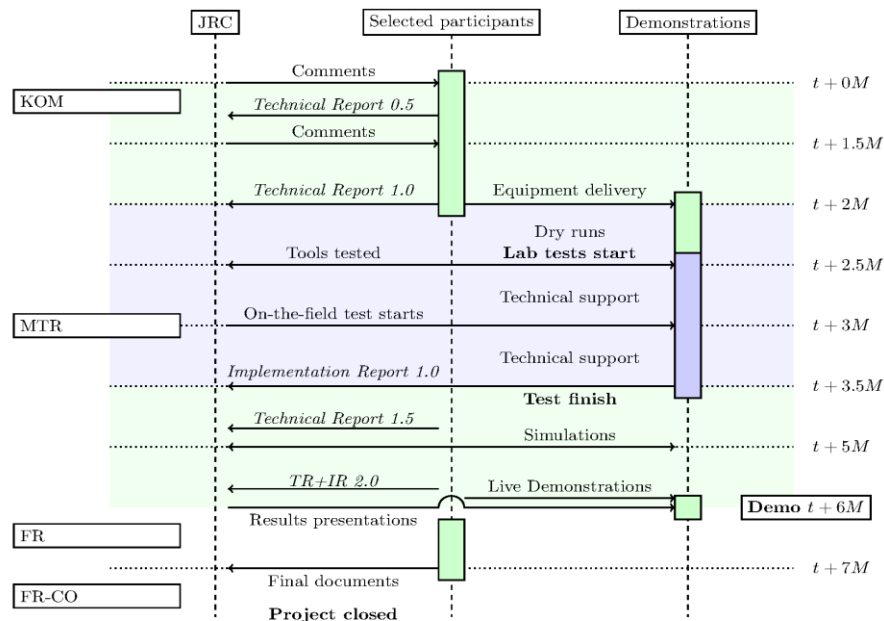 JRC
Selected participants
Demonstrations
Comments
t + 0M
KOM
Technical Report 0.5
Comments
t + 1.5M
Technical Report 1.0
Equipment delivery
t + 2M
Dry runs
Tools tested
Lab tests start
t + 2.5M
Technical support
On-the-field test starts
MTR
t + 3M
Technical support
Implementation Report 1.0
t + 3.5M
Test finish
Technical Report 1.5
Simulations
t + 5M
TR+IR 2.0
Live Demonstrations
Demo t + 6M
Results presentations
FR
t + 7M
Final documents
FR-CO
Project closed